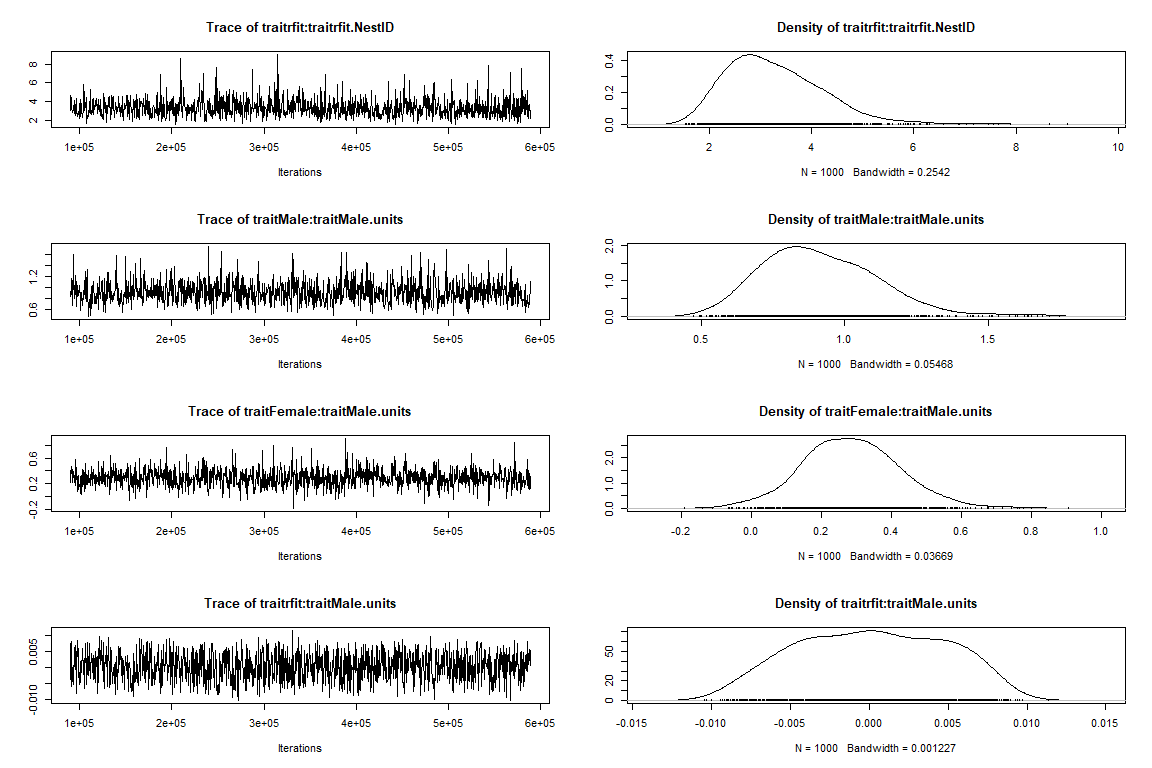 Trace of traitrfit:traitrfit.NestID
2 4 6 8
1e+05 2e+05 3e+05 4e+05 5e+05 6e+05
Iterations
Density of traitrfit:traitrfit.NestID
0.0 0.2 0.4
2 4 6 8 10
N = 1000 Bandwidth = 0.2542
Trace of traitMale:traitMale.units
0.6 1.2
1e+05 2e+05 3e+05 4e+05 5e+05 6e+05
Iterations
Density of traitMale:traitMale.units
0.0 1.0 2.0
0.5 1.0 1.5
N = 1000 Bandwidth = 0.05468
Trace of traitFemale:traitMale.units
-0.2 0.2 0.6
1e+05 2e+05 3e+05 4e+05 5e+05 6e+05
Iterations
Density of traitFemale:traitMale.units
0.0 1.0 2.0
-0.2 0.0 0.2 0.4 0.6 0.8 1.0
N = 1000 Bandwidth = 0.03669
Trace of traitrfit:traitMale.units
-0.010 0.005
1e+05 2e+05 3e+05 4e+05 5e+05 6e+05
Iterations
Density of traitrfit:traitMale.units
0 20 50
-0.015 -0.010 -0.005 0.000 0.005 0.010 0.015
N = 1000 Bandwidth = 0.001227